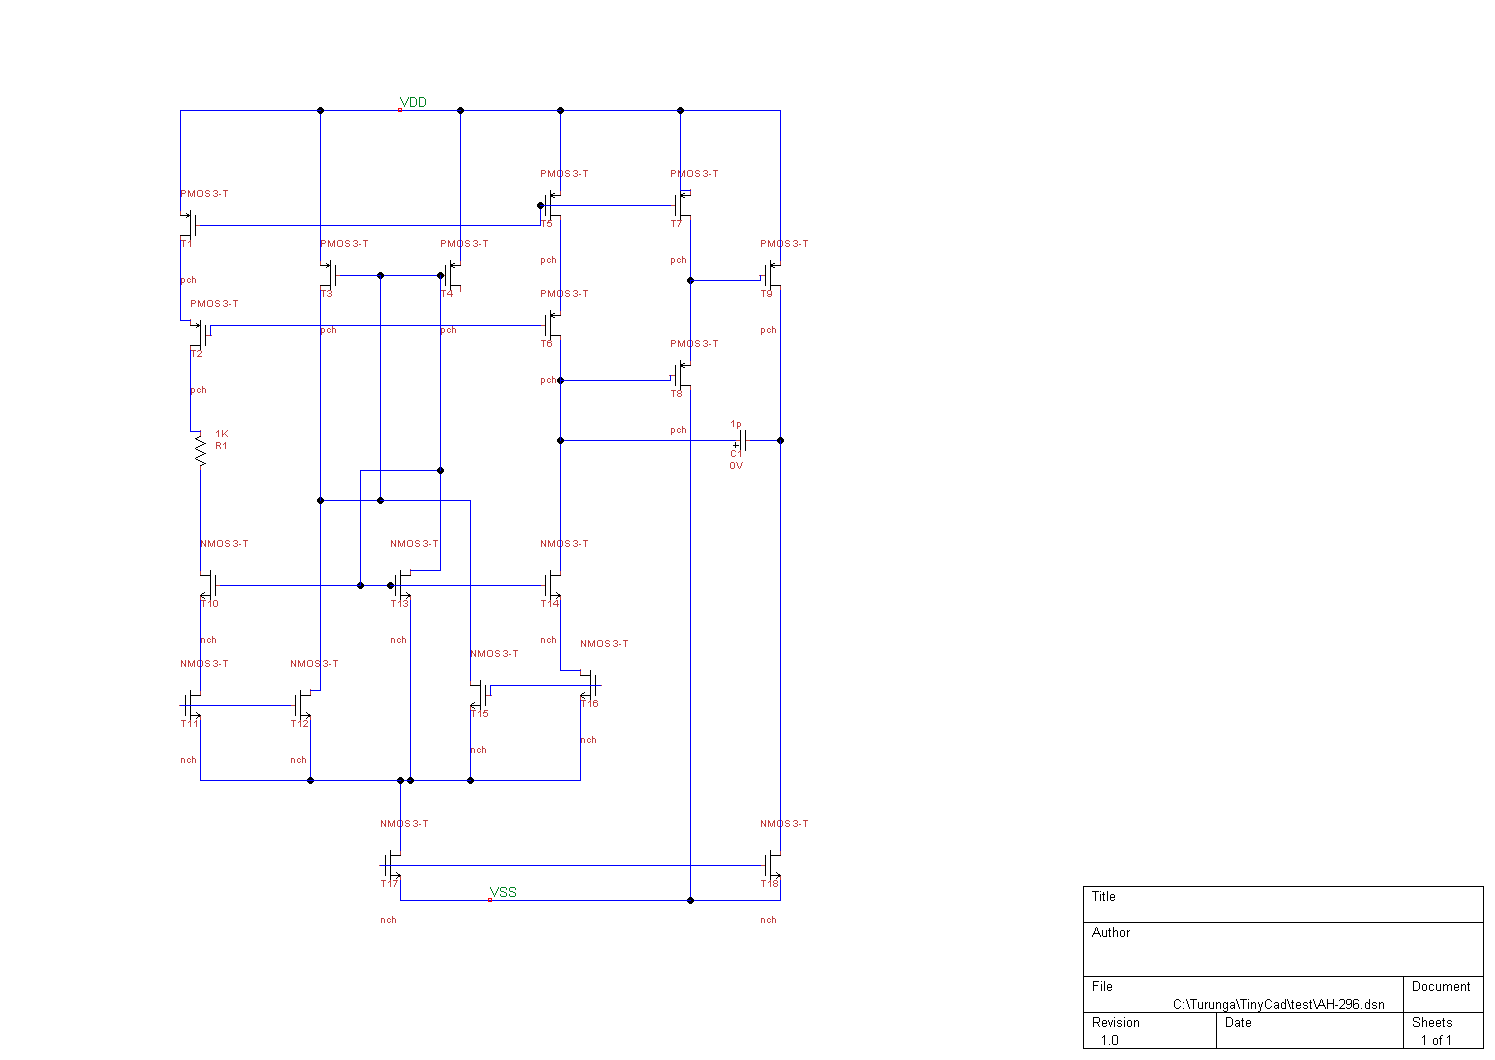 VDD
PMOS3-T
PMOS3-T
PMOS3-T
T5
T7
T1
PMOS3-T
PMOS3-T
PMOS3-T
pch
pch
pch
T3
T4
T9
PMOS3-T
PMOS3-T
pch
pch
pch
T6
PMOS3-T
T2
pch
pch
T8
1p
pch
1K
R1
C1
0V
NMOS3-T
NMOS3-T
NMOS3-T
T10
T13
T14
nch
nch
nch
NMOS3-T
NMOS3-T
NMOS3-T
NMOS3-T
T16
T15
T11
T12
nch
nch
nch
nch
NMOS3-T
NMOS3-T
T17
T18
VSS
nch
nch
Title
Author
File
Document
C:\Turunga\TinyCad\test\AH-296.dsn
Revision
Date
Sheets
1.0
1 of 1